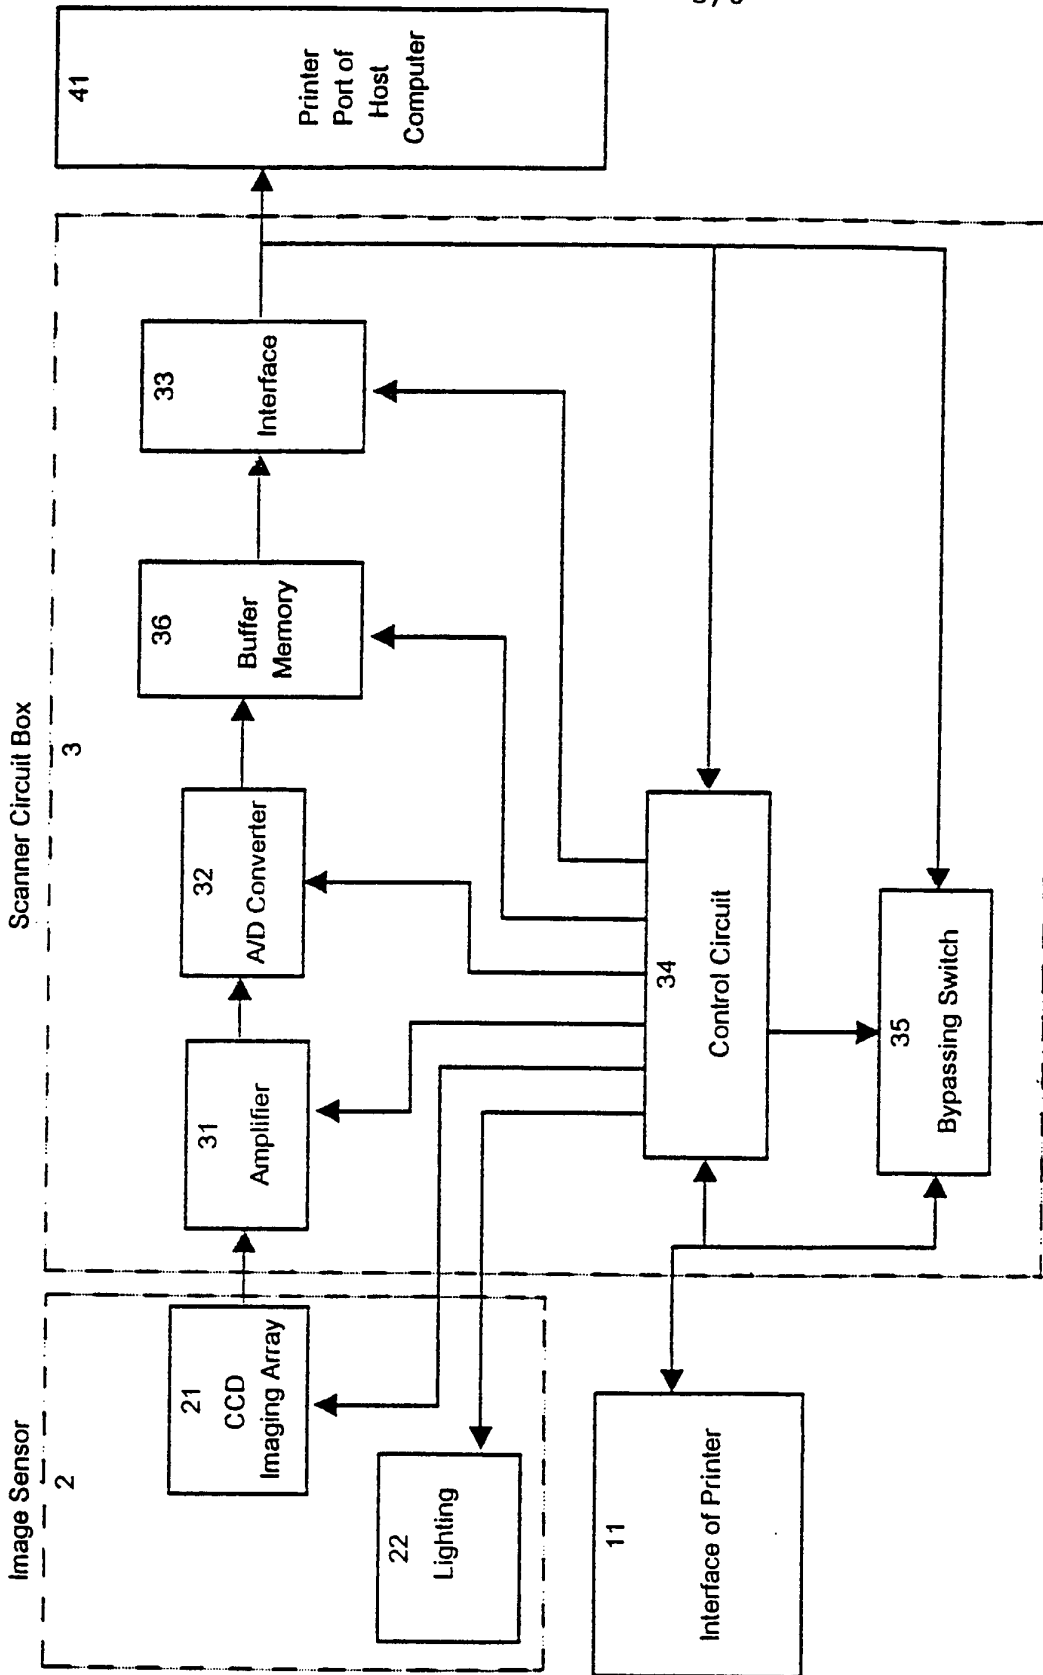 Image Sensor
2
21
CCD
Imaging Array
22
Lighting
11
Interface of Printer
Scanner Circuit Box
3
31
Amplifier
32
A/D Converter
36
Buffer
Memory
33
Interface
34
Control Circuit
35
Bypassing Switch
41
Printer
Port of
Host
Computer